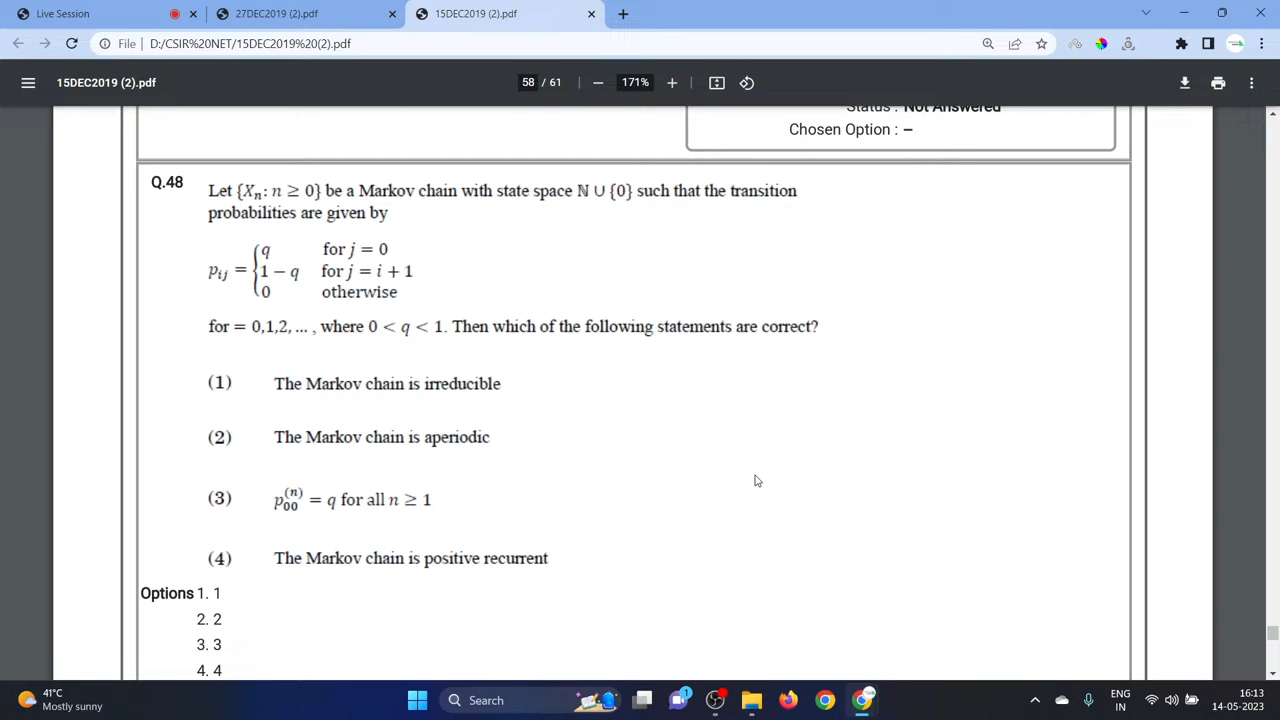 Live Session
27DEC2019 (2).pdf
15DEC2019 (2).pdf
File | D:/CSIR%20NET/15DEC2019%20(2).pdf
15DEC2019 (2).pdf
58 / 61
171%
Status : Not Answered
Chosen Option : –
Q.48
Let {Xₙ: n ≥ 0} be a Markov chain with state space ℕ ∪ {0} such that the transition
probabilities are given by
q for j = 0
pᵢⱼ = { 1 − q for j = i + 1
0 otherwise
for = 0,1,2, ... , where 0 < q < 1. Then which of the following statements are correct?
(1) The Markov chain is irreducible
(2) The Markov chain is aperiodic
(3) p₀₀⁽ⁿ⁾ = q for all n ≥ 1
(4) The Markov chain is positive recurrent
Options 1. 1
2. 2
3. 3
4. 4
41°C
Mostly sunny
Search
1
ENG
IN
16:13
14-05-2023